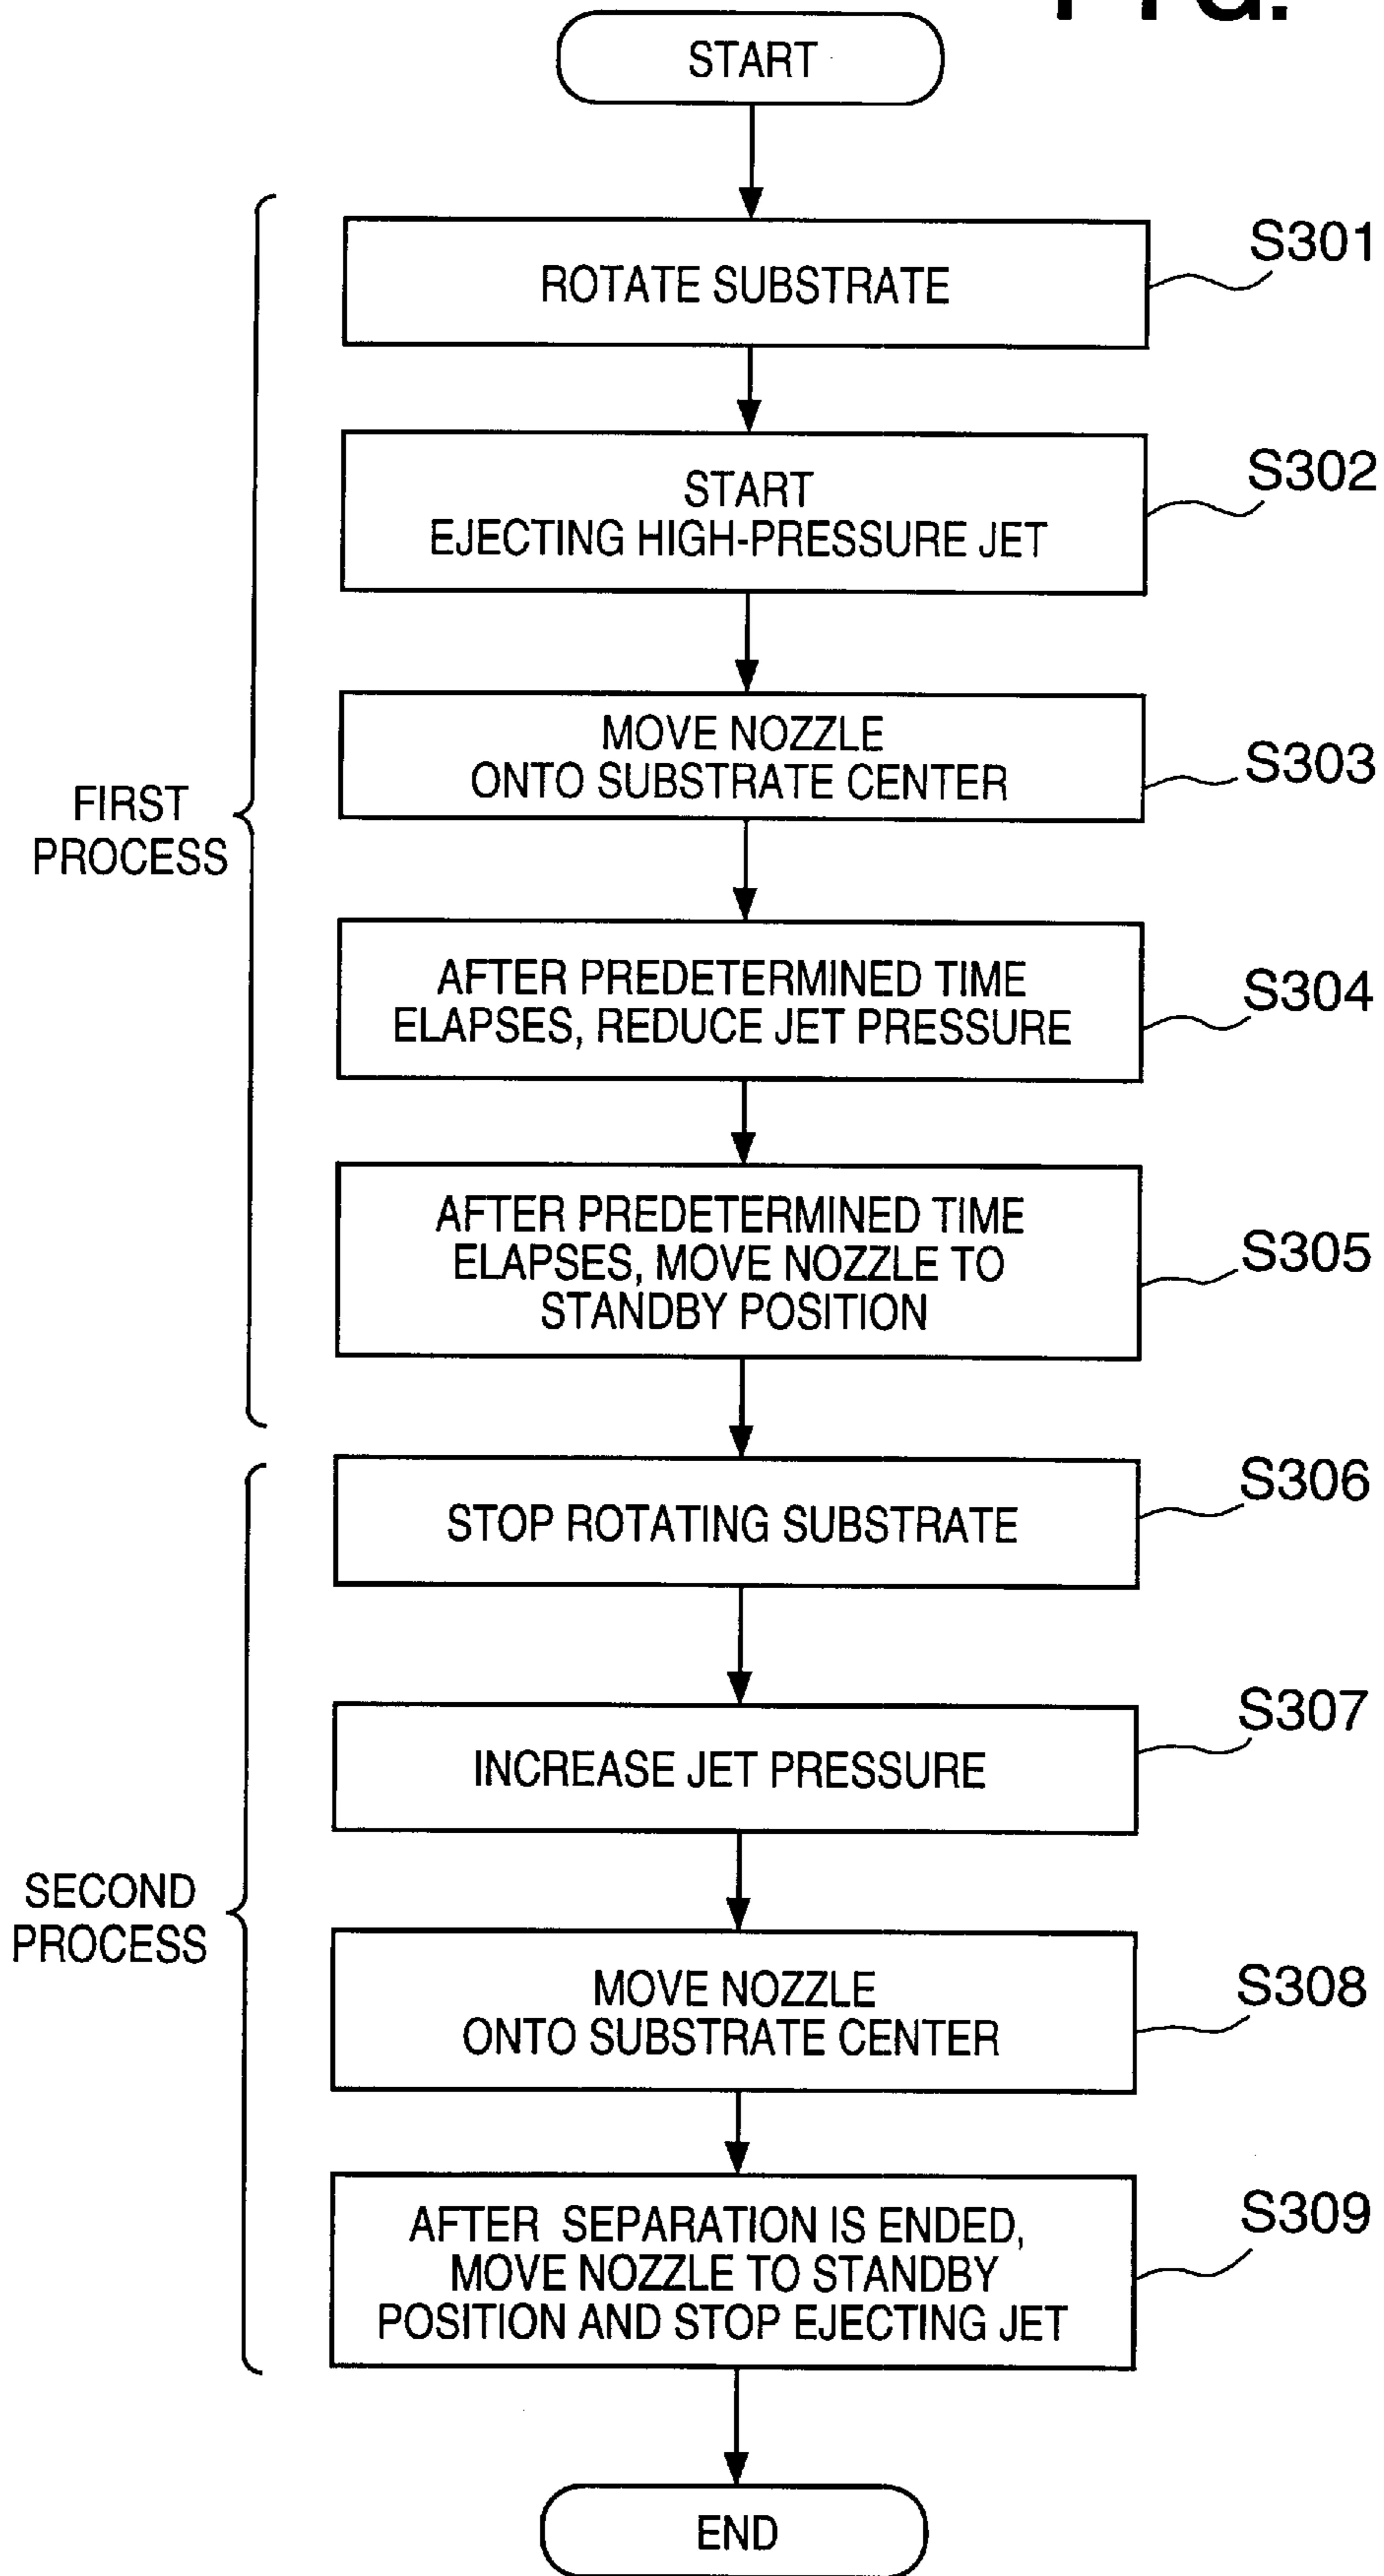 FIG.
START
ROTATE SUBSTRATE
S301
START
EJECTING HIGH-PRESSURE JET
S302
MOVE NOZZLE
ONTO SUBSTRATE CENTER
S303
FIRST
PROCESS
AFTER PREDETERMINED TIME
ELAPSES, REDUCE JET PRESSURE
S304
AFTER PREDETERMINED TIME
ELAPSES, MOVE NOZZLE TO
STANDBY POSITION
S305
STOP ROTATING SUBSTRATE
S306
INCREASE JET PRESSURE
S307
SECOND
PROCESS
MOVE NOZZLE
ONTO SUBSTRATE CENTER
S308
AFTER SEPARATION IS ENDED,
MOVE NOZZLE TO STANDBY
POSITION AND STOP EJECTING JET
S309
END